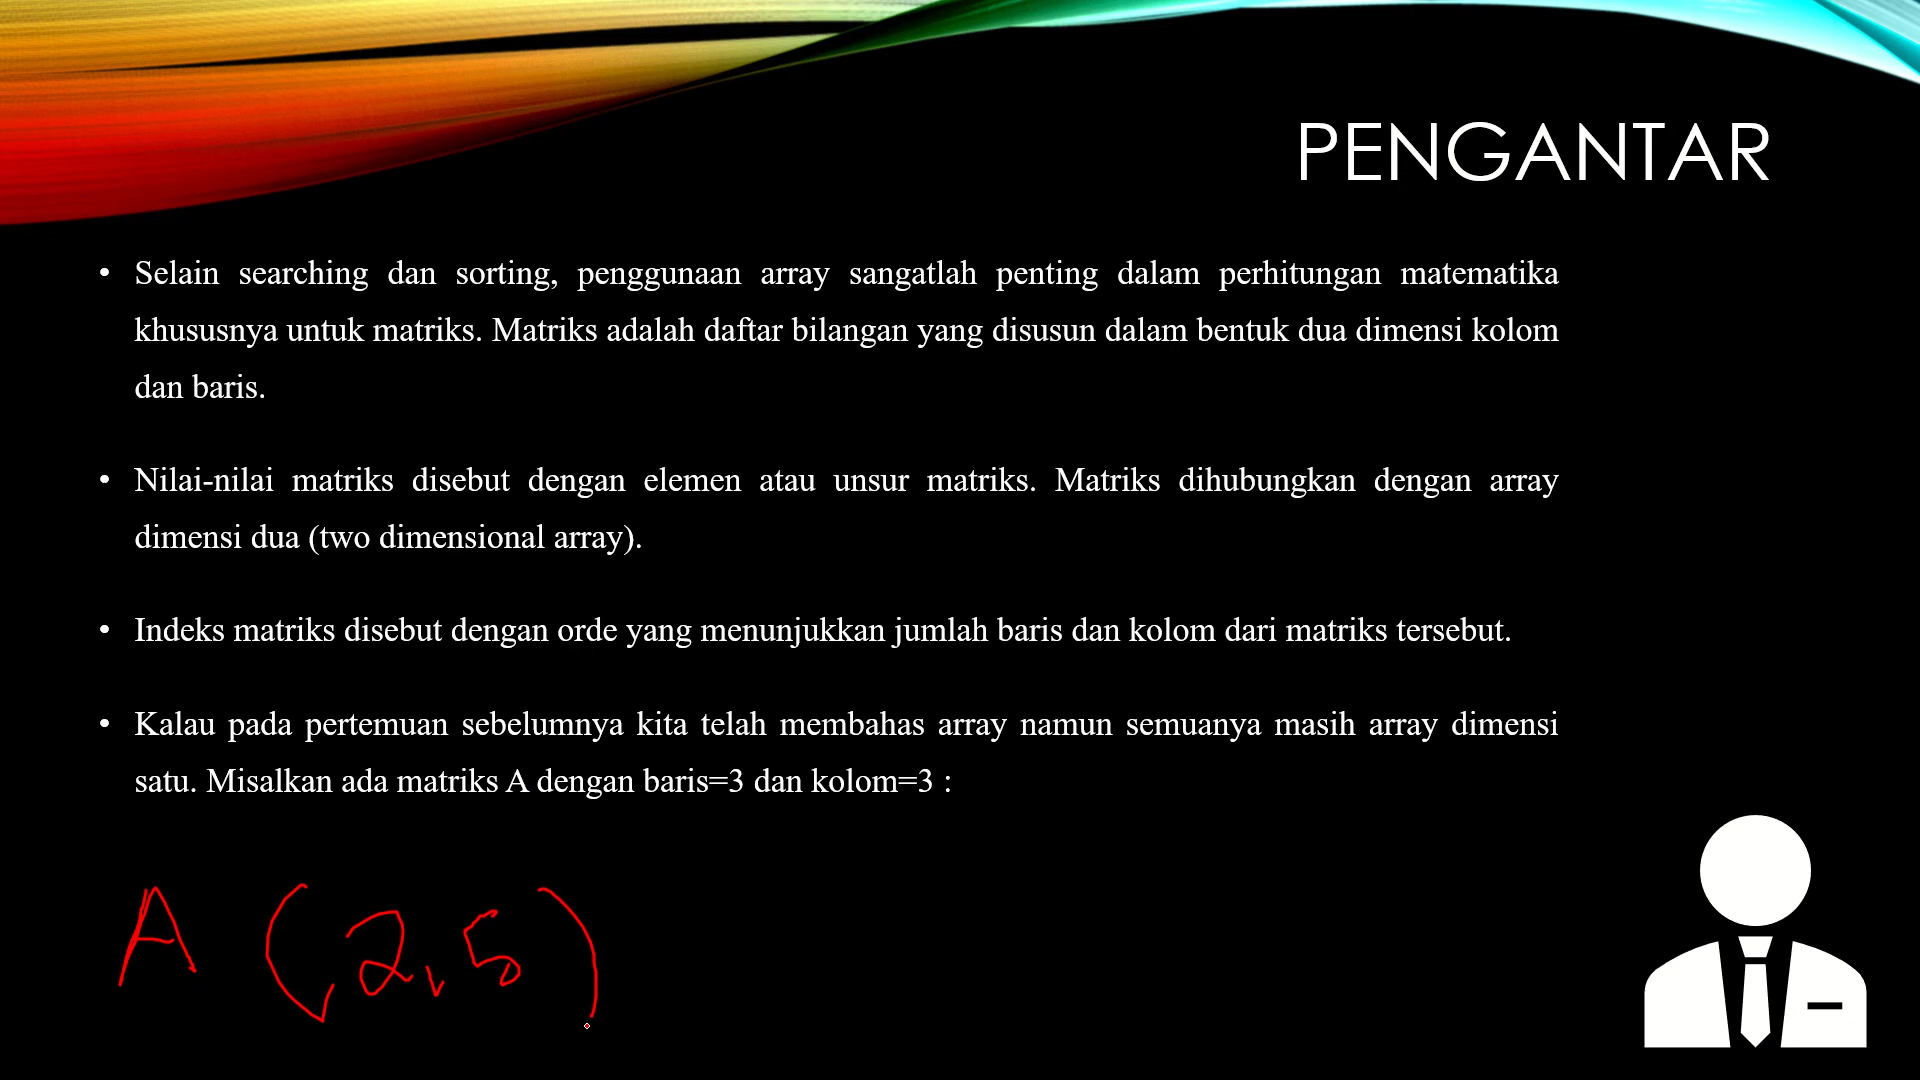 PENGANTAR
• Selain searching dan sorting, penggunaan array sangatlah penting dalam perhitungan matematika
khususnya untuk matriks. Matriks adalah daftar bilangan yang disusun dalam bentuk dua dimensi kolom
dan baris.
• Nilai-nilai matriks disebut dengan elemen atau unsur matriks. Matriks dihubungkan dengan array
dimensi dua (two dimensional array).
• Indeks matriks disebut dengan orde yang menunjukkan jumlah baris dan kolom dari matriks tersebut.
• Kalau pada pertemuan sebelumnya kita telah membahas array namun semuanya masih array dimensi
satu. Misalkan ada matriks A dengan baris=3 dan kolom=3 :
A (2,5)